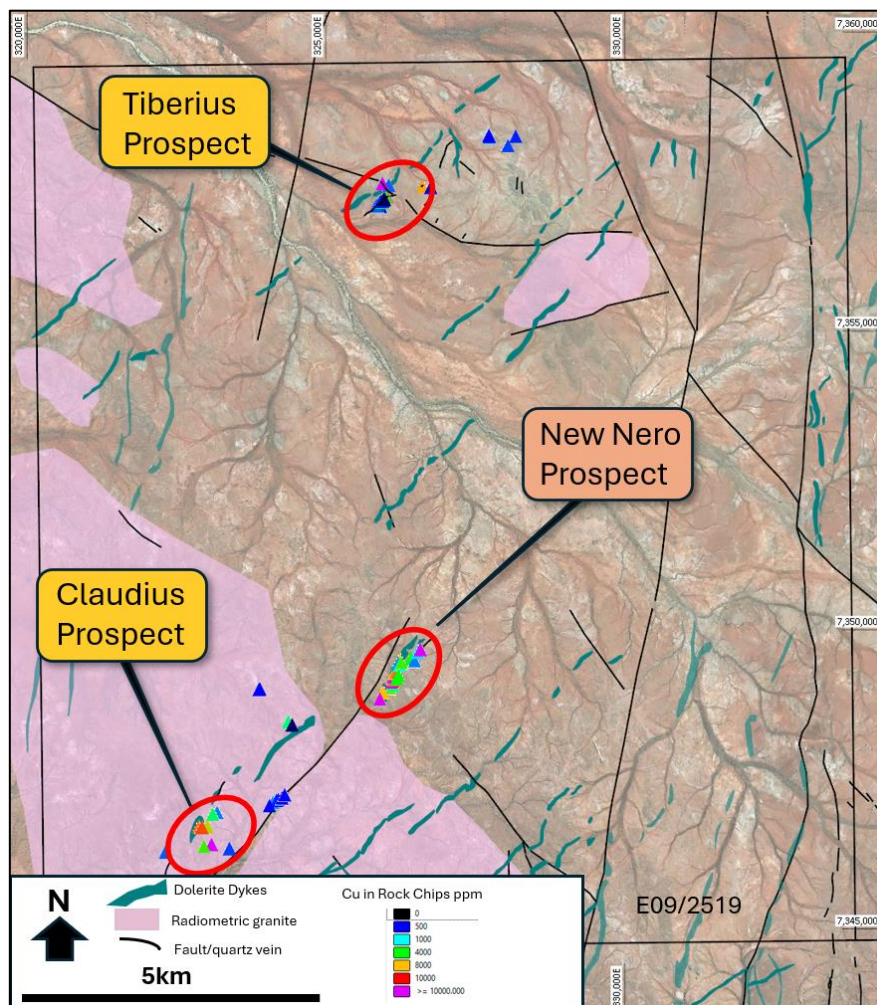 320,000E
325,000E
330,000E
7,360,000
Tiberius
Prospect
7,355,000
New Nero
Prospect
7,350,000
Claudius
Prospect
E09/2519
7,345,000
330,000E
N
Dolerite Dykes
Radiometric granite
Fault/quartz vein
5km
Cu in Rock Chips ppm
0
500
1000
4000
8000
10000
>= 10000.000